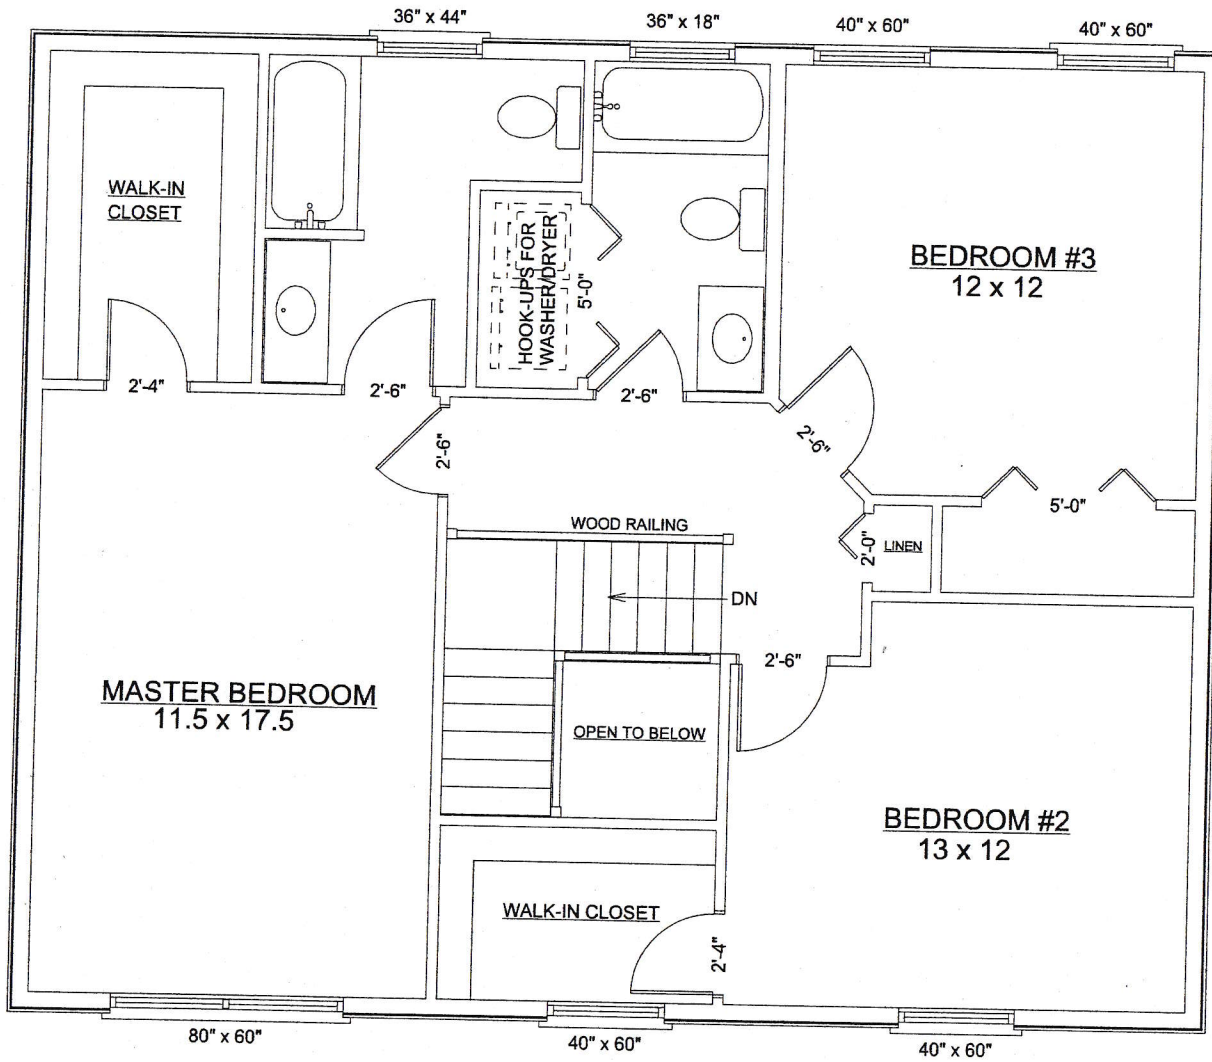 36" x 44"
36" x 18"
40" x 60"
40" x 60"
WALK-IN
CLOSET
HOOK-UPS FOR
WASHER/DRYER
5'-0"
BEDROOM #3
12 x 12
2'-4"
2'-6"
2'-6"
2'-6"
2'-6"
5'-0"
WOOD RAILING
2'-0"
LINEN
DN
2'-6"
MASTER BEDROOM
11.5 x 17.5
OPEN TO BELOW
BEDROOM #2
13 x 12
WALK-IN CLOSET
2'-4"
80" x 60"
40" x 60"
40" x 60"